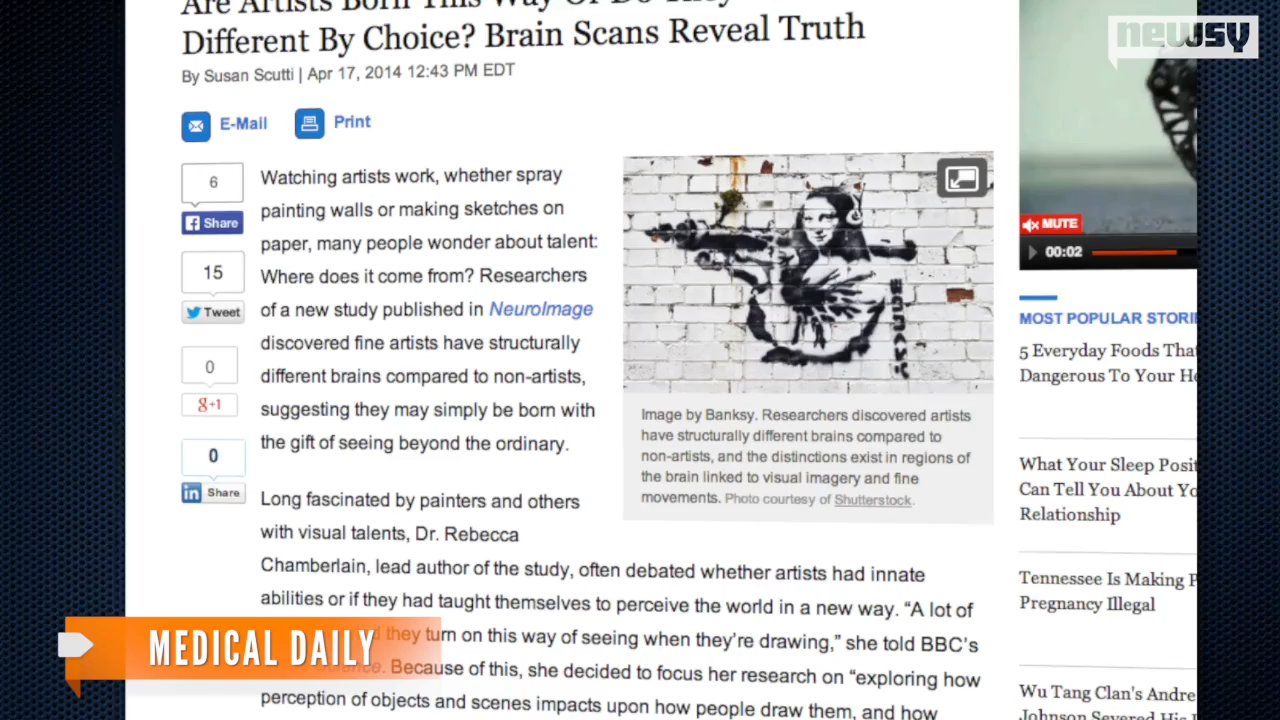 newsy
Are Artists Born This Way Or Do They
Different By Choice? Brain Scans Reveal Truth
By Susan Scutti | Apr 17, 2014 12:43 PM EDT
E-Mail
Print
6
Share
15
Tweet
0
g+1
0
in Share
Watching artists work, whether spray
painting walls or making sketches on
paper, many people wonder about talent:
Where does it come from? Researchers
of a new study published in NeuroImage
discovered fine artists have structurally
different brains compared to non-artists,
suggesting they may simply be born with
the gift of seeing beyond the ordinary.
BANKSY
Image by Banksy. Researchers discovered artists
have structurally different brains compared to
non-artists, and the distinctions exist in regions of
the brain linked to visual imagery and fine
movements. Photo courtesy of Shutterstock.
Long fascinated by painters and others
with visual talents, Dr. Rebecca
Chamberlain, lead author of the study, often debated whether artists had innate
abilities or if they had taught themselves to perceive the world in a new way. “A lot of
they turn on this way of seeing when they’re drawing,” she told BBC’s
Because of this, she decided to focus her research on “exploring how
perception of objects and scenes impacts upon how people draw them, and how
MUTE
00:02
MOST POPULAR STORI
5 Everyday Foods Tha
Dangerous To Your He
What Your Sleep Posit
Can Tell You About Yo
Relationship
Tennessee Is Making P
Pregnancy Illegal
Wu Tang Clan's Andre
Johnson Severed His
MEDICAL DAILY